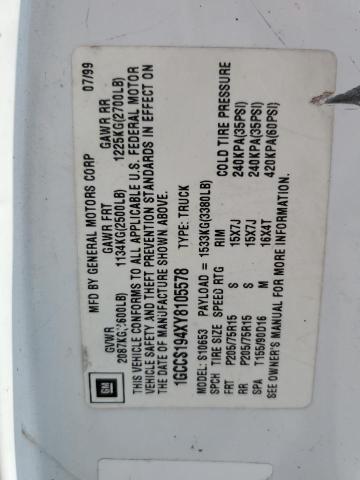 MFD BY GENERAL MOTORS CORP 07/99
GVWR GAWR FRT GAWR RR
2087KG( 600LB) 1134KG(2500LB) 1225KG(2700LB)
THIS VEHICLE CONFORMS TO ALL APPLICABLE U.S. FEDERAL MOTOR
VEHICLE SAFETY AND THEFT PREVENTION STANDARDS IN EFFECT ON
THE DATE OF MANUFACTURE SHOWN ABOVE.
1GCCS194XY8105578 TYPE: TRUCK
MODEL: S10653 PAYLOAD = 1533KG(3380LB)
SPCH TIRE SIZE SPEED RTG RIM COLD TIRE PRESSURE
FRT P205/75R15 S 15X7J 240KPA(35PSI)
RR P205/75R15 S 15X7J 240KPA(35PSI)
SPA T155/90D16 M 16X4T 420KPA(60PSI)
SEE OWNER'S MANUAL FOR MORE INFORMATION
GM